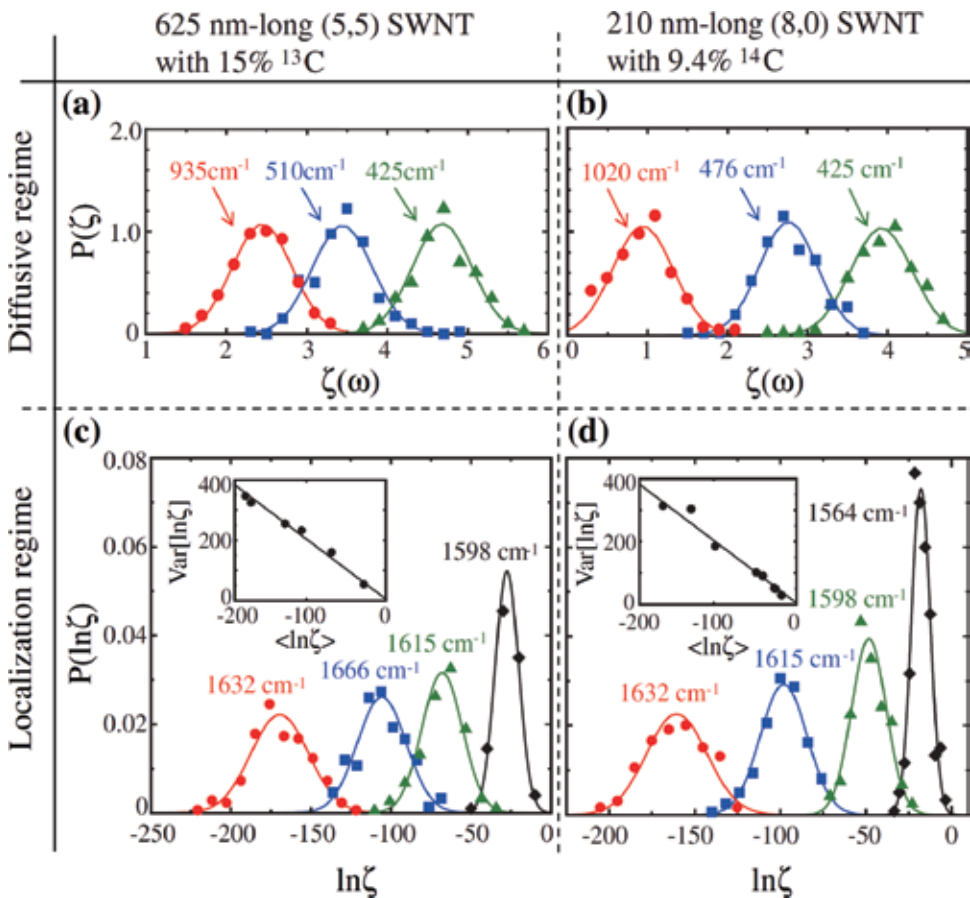 625 nm-long (5,5) SWNT
with 15% ¹³C
210 nm-long (8,0) SWNT
with 9.4% ¹⁴C
Diffusive regime
(a)
P(ζ)
2.0
1.0
0
935cm⁻¹
510cm⁻¹
425cm⁻¹
1 2 3 4 5 6
ζ(ω)
(b)
1020 cm⁻¹
476 cm⁻¹
425 cm⁻¹
0 1 2 3 4 5
ζ(ω)
Localization regime
(c)
P(lnζ)
0.08
0.06
0.04
0.02
0
Var[lnζ]
400
200
0
-200 -100 0
<lnζ>
1598 cm⁻¹
1615 cm⁻¹
1666 cm⁻¹
1632 cm⁻¹
-250 -200 -150 -100 -50 0
lnζ
(d)
Var[lnζ]
400
200
0
-200 -100 0
<lnζ>
1564 cm⁻¹
1598 cm⁻¹
1615 cm⁻¹
1632 cm⁻¹
-200 -150 -100 -50 0
lnζ